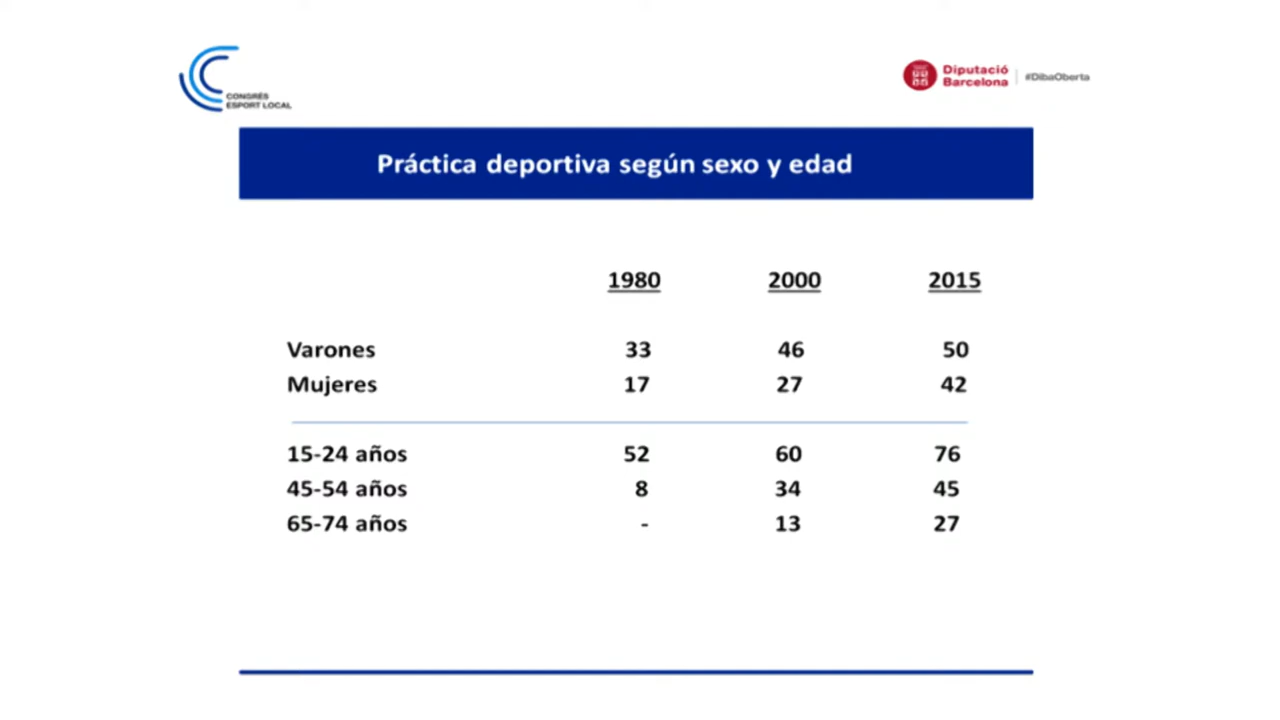 CONGRÉS
ESPORT LOCAL
Diputació
Barcelona
#DibaOberta
Práctica deportiva según sexo y edad
1980 2000 2015
Varones 33 46 50
Mujeres 17 27 42
15-24 años 52 60 76
45-54 años 8 34 45
65-74 años - 13 27